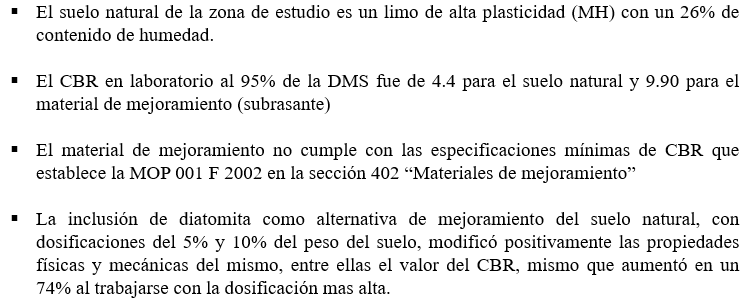 ▪ El suelo natural de la zona de estudio es un limo de alta plasticidad (MH) con un 26% de
contenido de humedad.
▪ El CBR en laboratorio al 95% de la DMS fue de 4.4 para el suelo natural y 9.90 para el
material de mejoramiento (subrasante)
▪ El material de mejoramiento no cumple con las especificaciones mínimas de CBR que
establece la MOP 001 F 2002 en la sección 402 “Materiales de mejoramiento”
▪ La inclusión de diatomita como alternativa de mejoramiento del suelo natural, con
dosificaciones del 5% y 10% del peso del suelo, modificó positivamente las propiedades
físicas y mecánicas del mismo, entre ellas el valor del CBR, mismo que aumentó en un
74% al trabajarse con la dosificación mas alta.